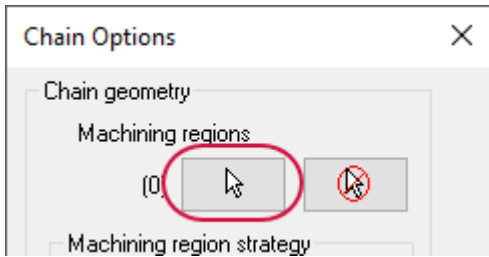 Chain Options
Chain geometry
Machining regions
(0)
Machining region strategy